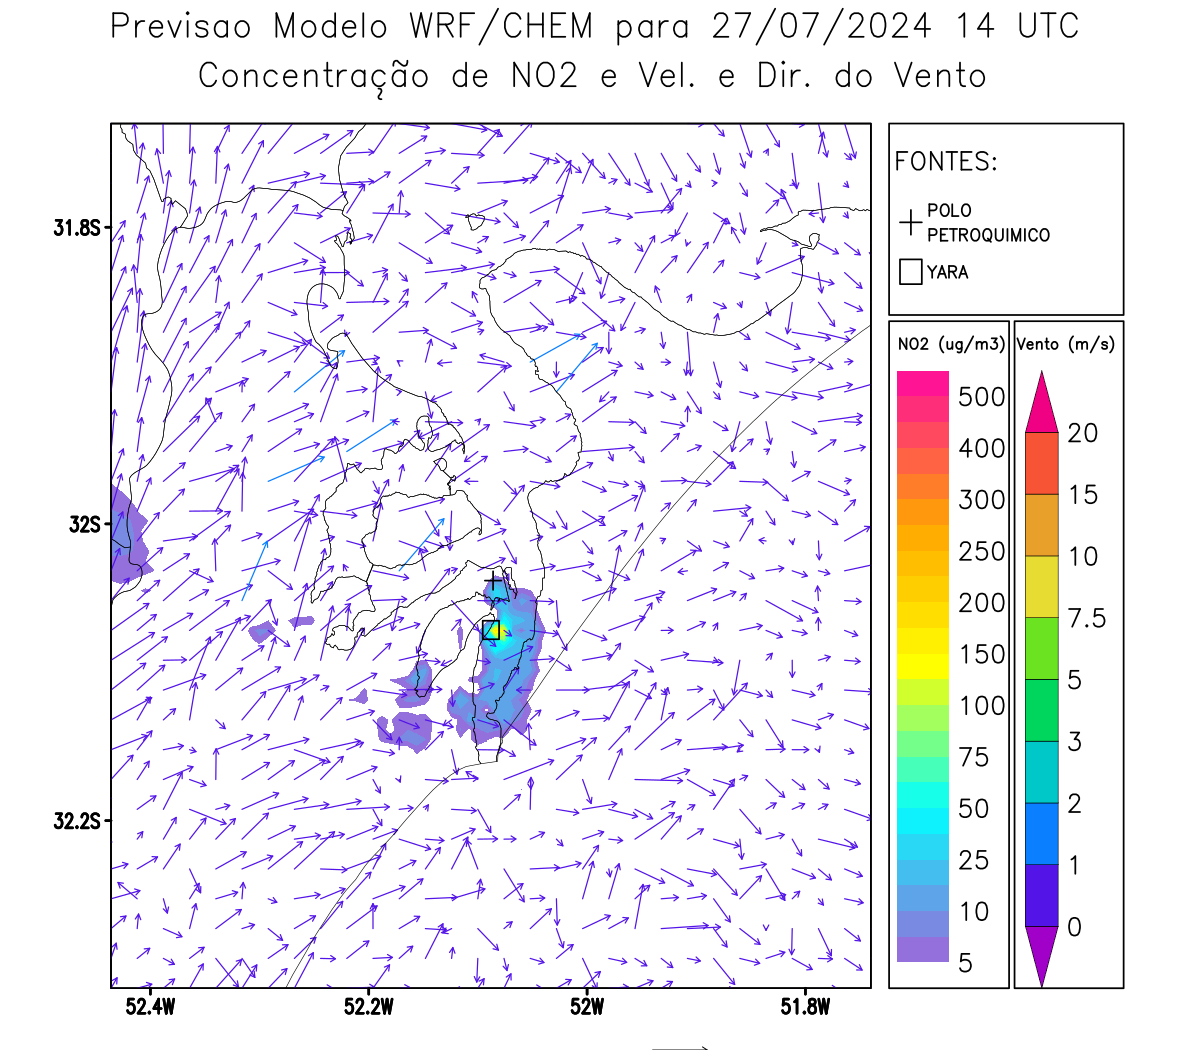 Previsao Modelo WRF/CHEM para 27/07/2024 14 UTC
Concentração de NO2 e Vel. e Dir. do Vento
FONTES:
POLO
PETROQUIMICO
YARA
31.8S
32S
32.2S
52.4W
52.2W
52W
51.8W
NO2 (ug/m3)
500
400
300
250
200
150
100
75
50
25
10
5
Vento (m/s)
20
15
10
7.5
5
3
2
1
0